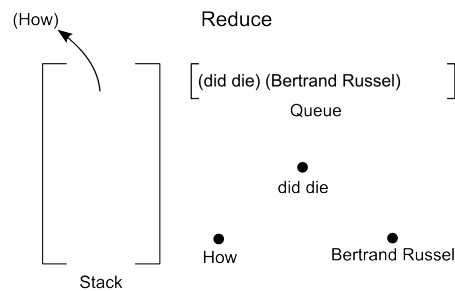 (How)
Reduce
(did die) (Bertrand Russel)
Queue
did die
How
Bertrand Russel
Stack